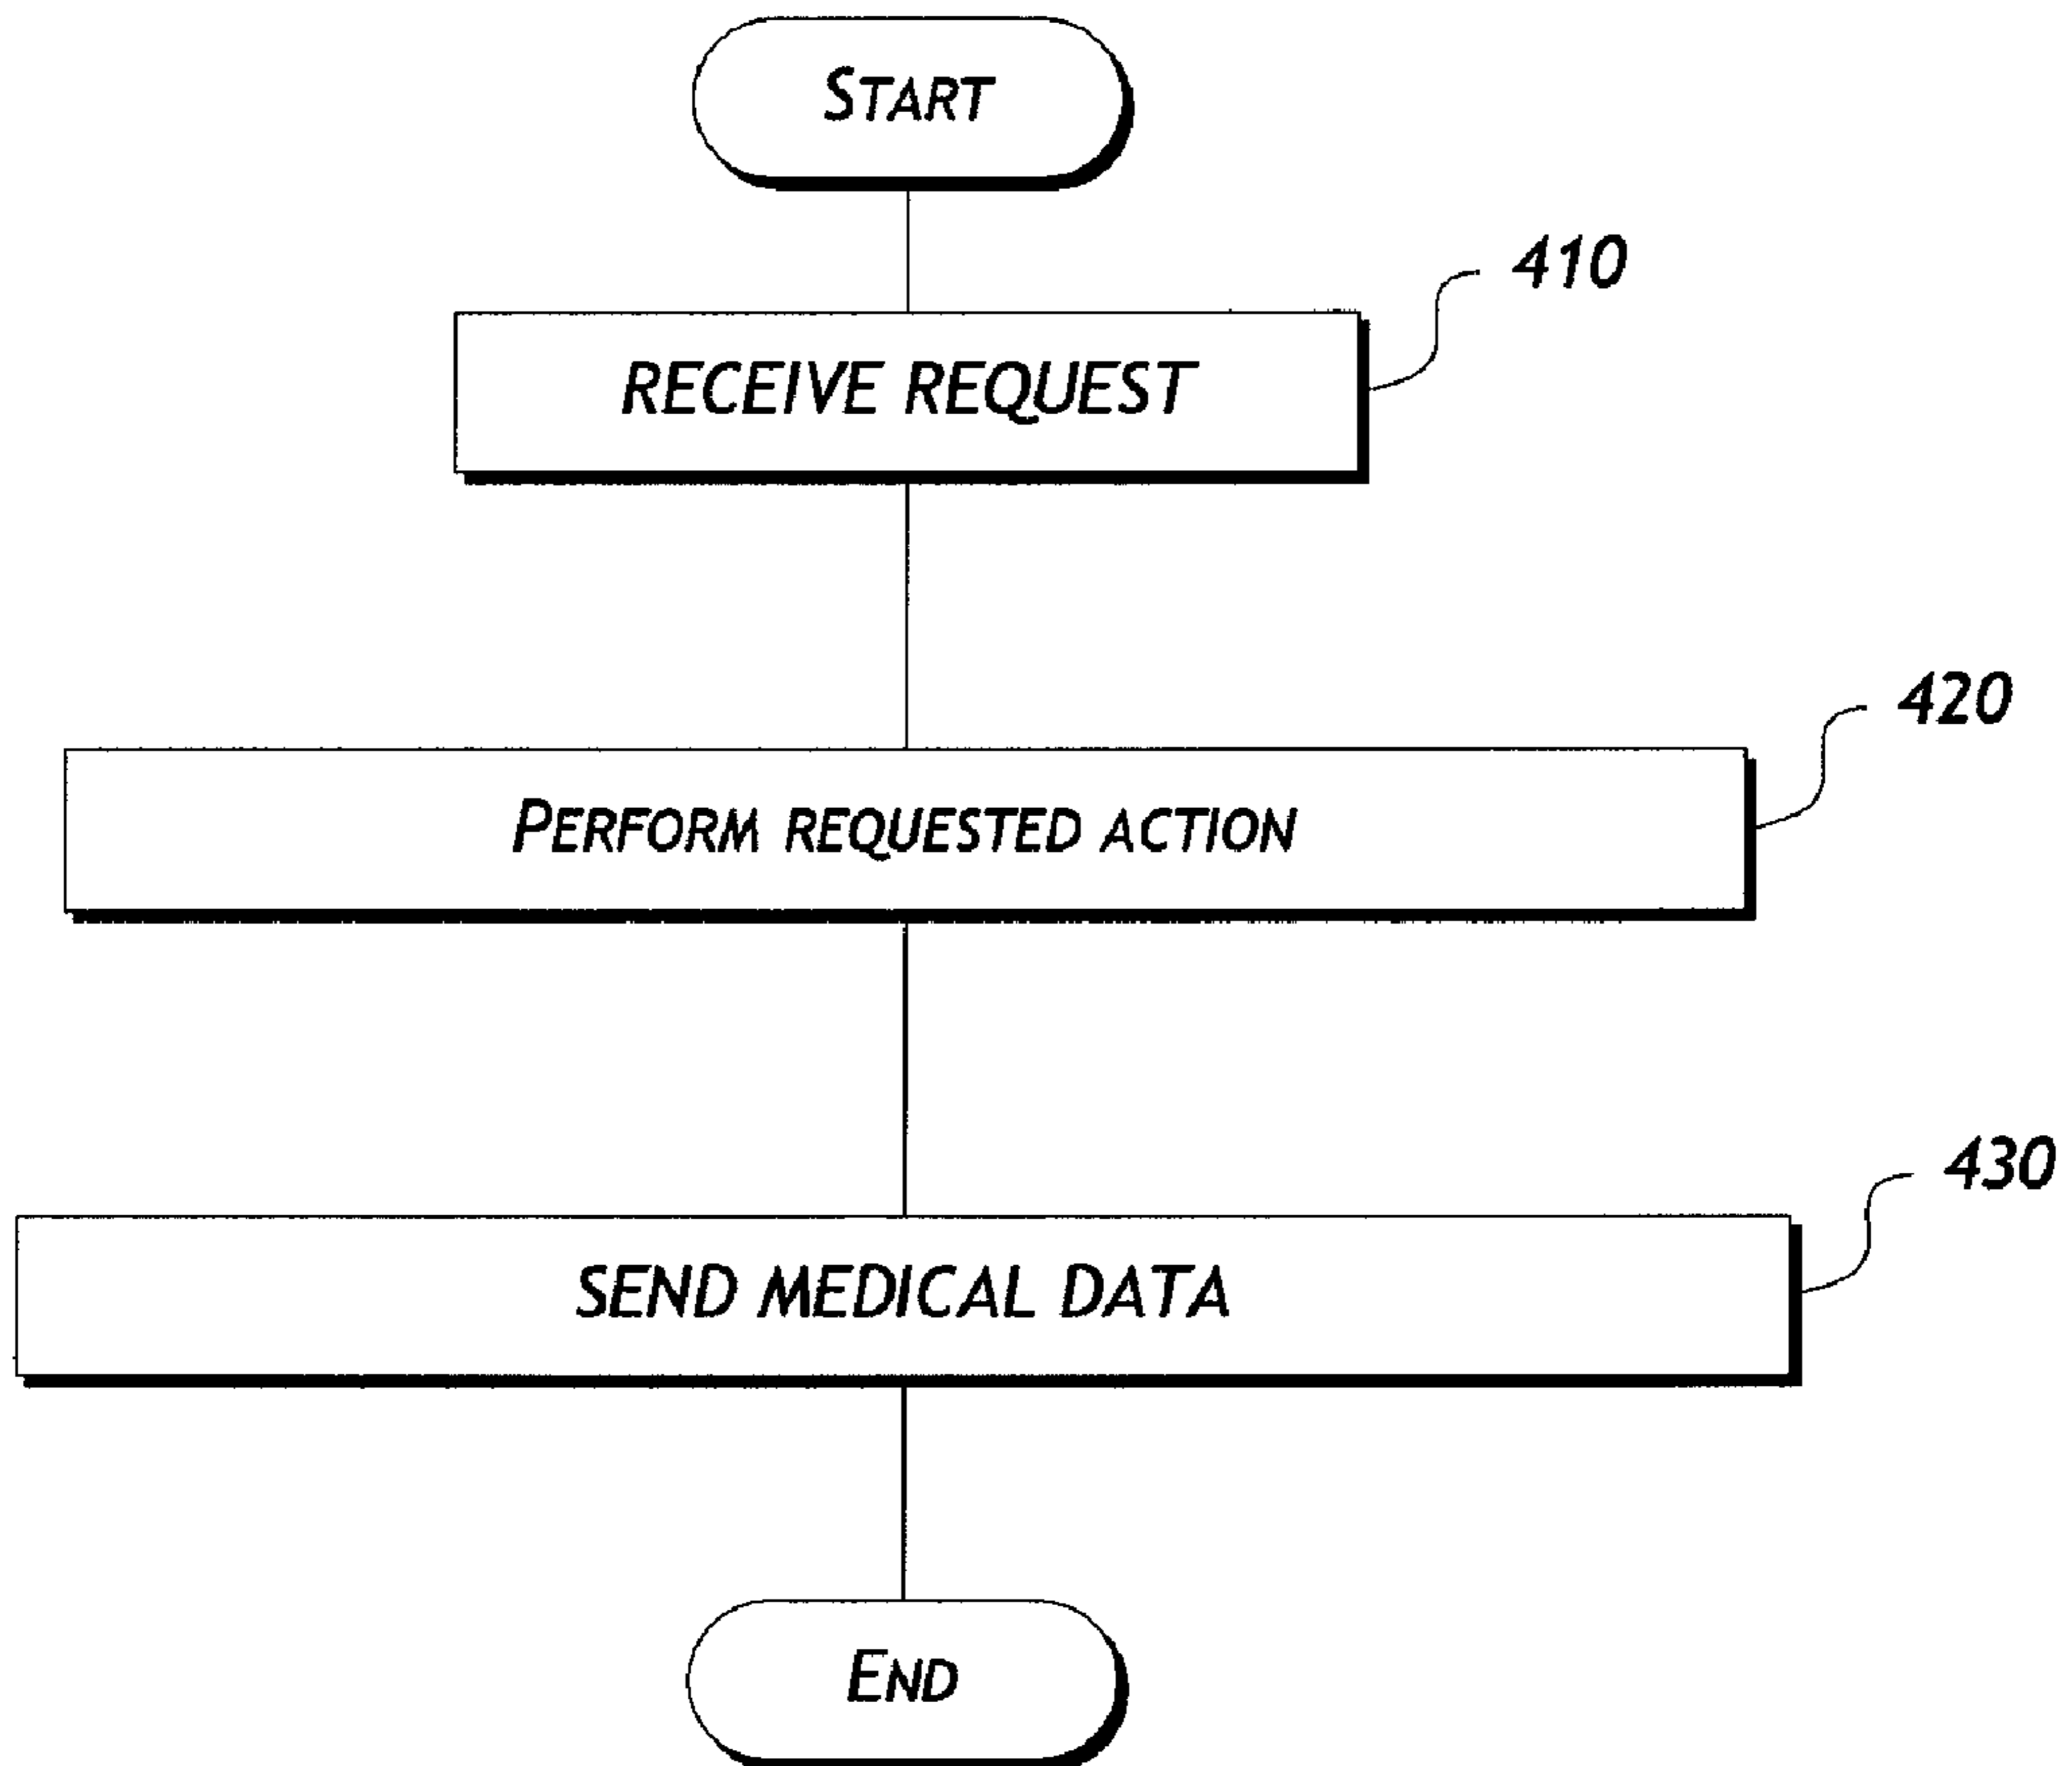 START
410
RECEIVE REQUEST
420
PERFORM REQUESTED ACTION
430
SEND MEDICAL DATA
END